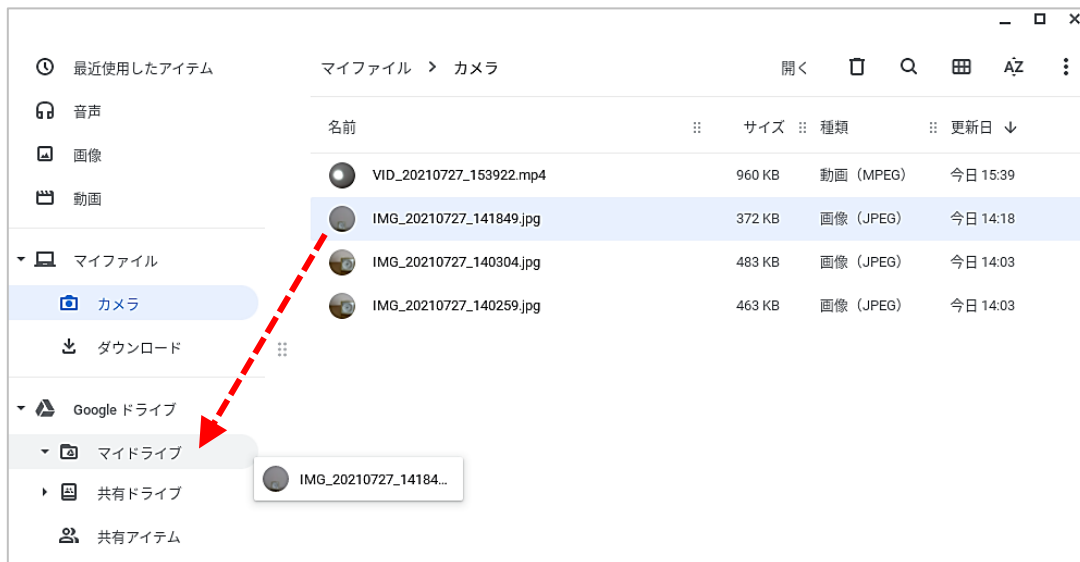 最近使用したアイテム
音声
画像
動画
マイファイル
カメラ
ダウンロード
Google ドライブ
マイドライブ
共有ドライブ
共有アイテム
マイファイル > カメラ
開く AZ
名前 サイズ 種類 更新日
VID_20210727_153922.mp4 960 KB 動画（MPEG） 今日 15:39
IMG_20210727_141849.jpg 372 KB 画像（JPEG） 今日 14:18
IMG_20210727_140304.jpg 483 KB 画像（JPEG） 今日 14:03
IMG_20210727_140259.jpg 463 KB 画像（JPEG） 今日 14:03
IMG_20210727_14184...